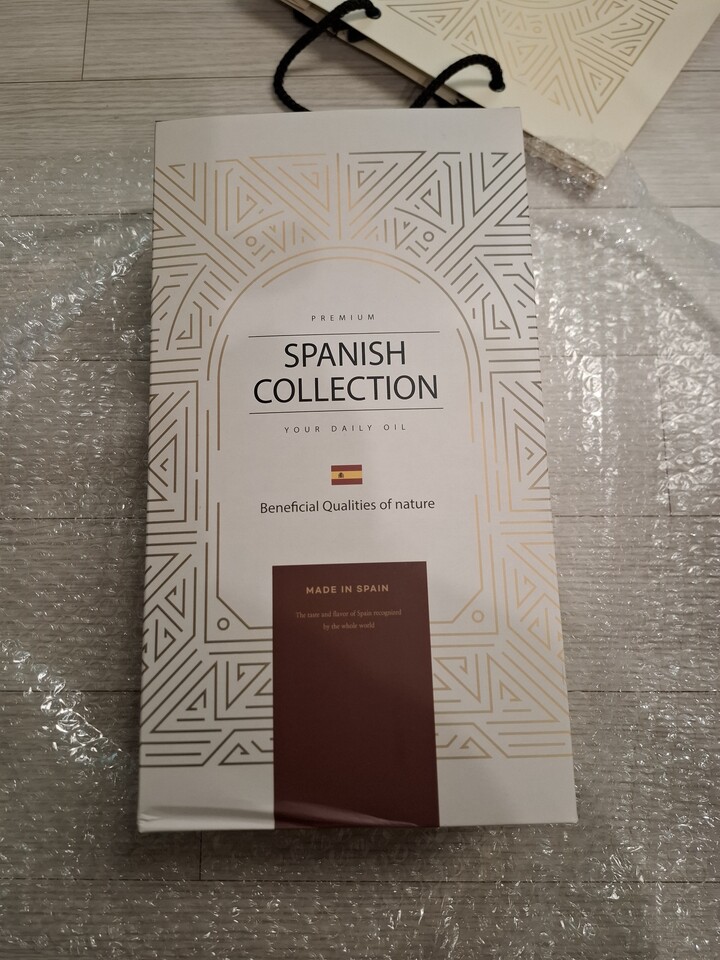 PREMIUM
SPANISH
COLLECTION
YOUR DAILY OIL
Beneficial Qualities of nature
MADE IN SPAIN
The taste and flavor of Spain recognized
by the whole world